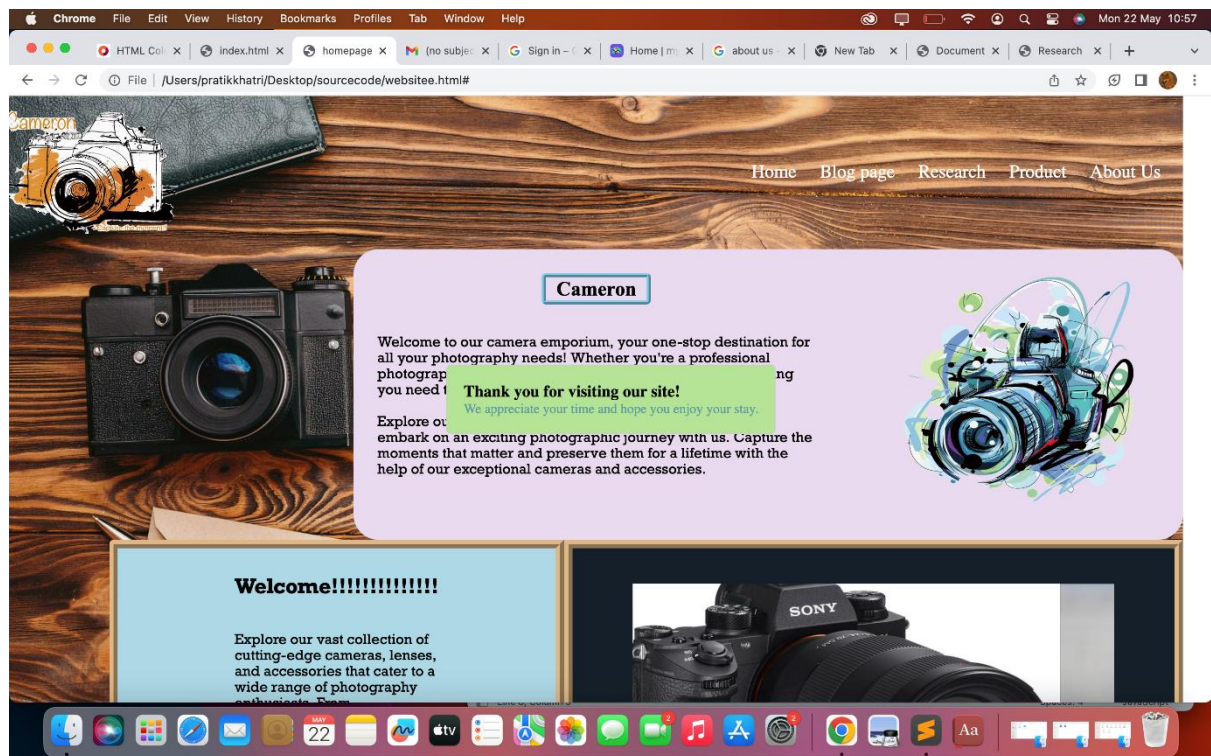 Chrome File Edit View History Bookmarks Profiles Tab Window Help Mon 22 May 10:57
HTML Col index.html homepage (no subjec Sign in – Home | m about us - New Tab Document Research
File /Users/pratikkhatri/Desktop/sourcecode/websitee.html#
Cameron
Home Blog page Research Product About Us
Cameron
Welcome to our camera emporium, your one-stop destination for
all your photography needs! Whether you're a professional
photograp ng
you need t
Thank you for visiting our site!
We appreciate your time and hope you enjoy your stay.
Explore ou
embark on an exciting photographic journey with us. Capture the
moments that matter and preserve them for a lifetime with the
help of our exceptional cameras and accessories.
Welcome!!!!!!!!!!!!!!
Explore our vast collection of
cutting-edge cameras, lenses,
and accessories that cater to a
wide range of photography
SONY
MAY
22
tv
2
2
Aa